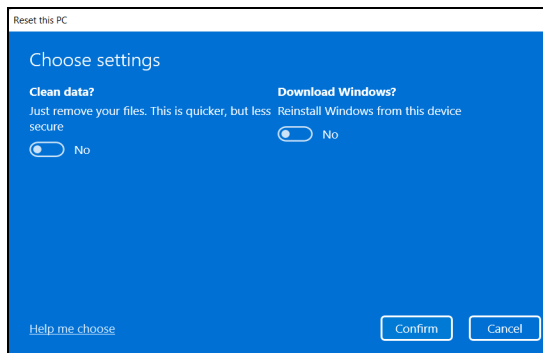 Reset this PC
Choose settings
Clean data?
Just remove your files. This is quicker, but less
secure
No
Download Windows?
Reinstall Windows from this device
No
Help me choose
Confirm
Cancel